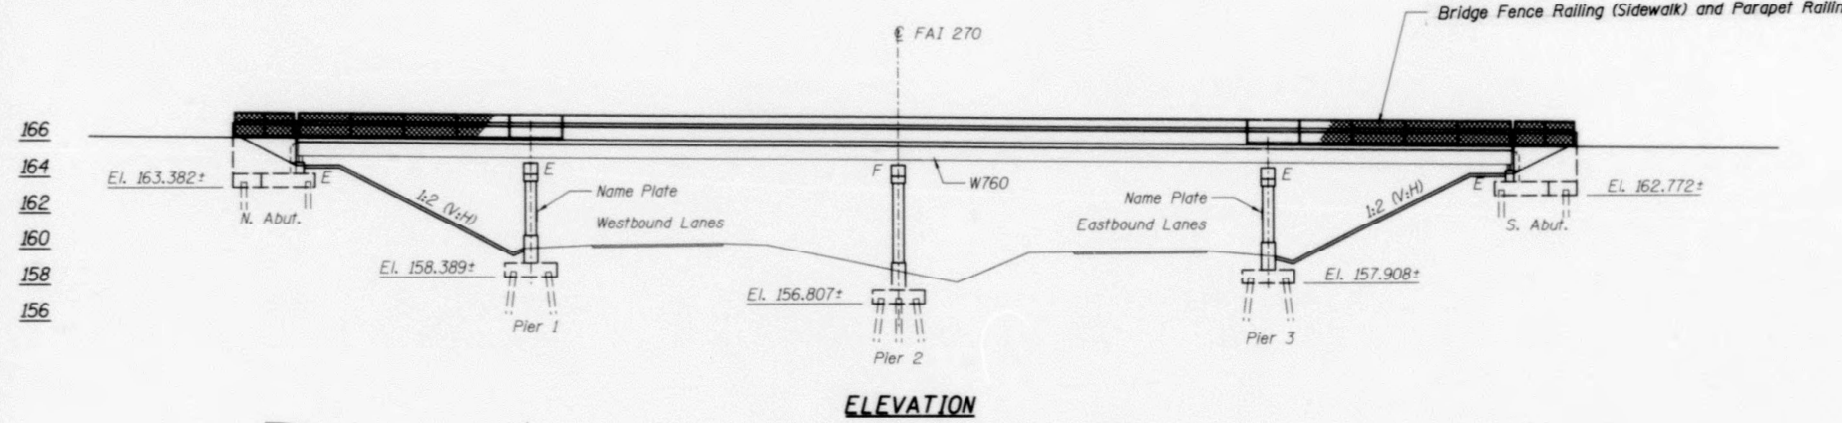 Bridge Fence Railing (Sidewalk) and Parapet Railin
℄ FAI 270
166
164
162
160
158
156
El. 163.382±
N. Abut.
E
1:2 (V:H)
E
Name Plate
Westbound Lanes
El. 158.389±
Pier 1
F
W760
El. 156.807±
Pier 2
Name Plate
Eastbound Lanes
E
1:2 (V:H)
E
El. 162.772±
S. Abut.
El. 157.908±
Pier 3
ELEVATION